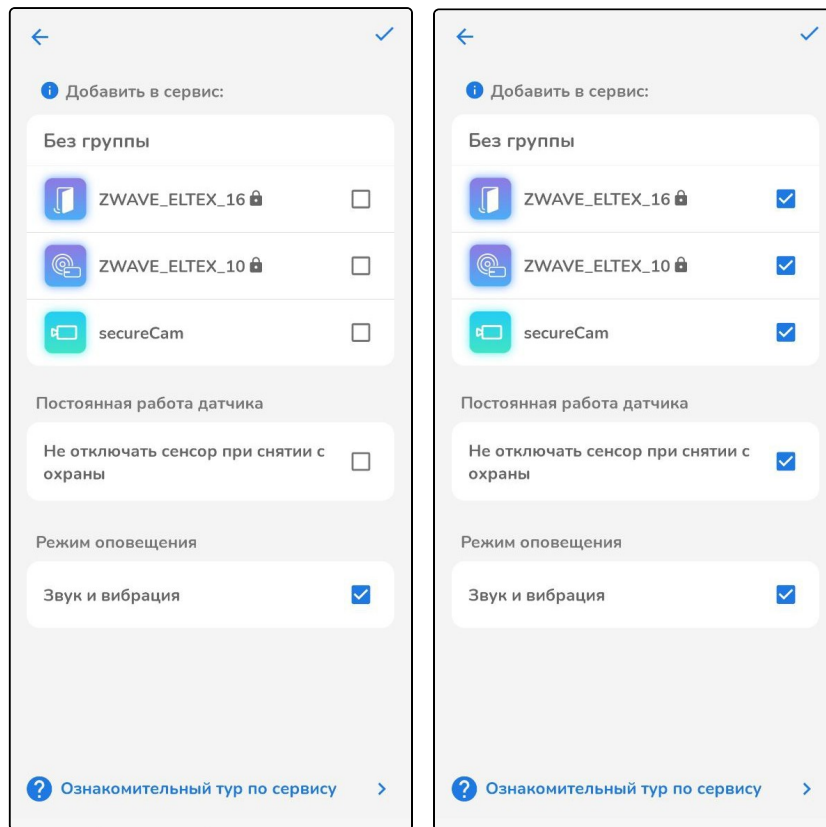 Добавить в сервис:
Без группы
ZWAVE_ELTEX_16
ZWAVE_ELTEX_10
secureCam
Постоянная работа датчика
Не отключать сенсор при снятии с
охраны
Режим оповещения
Звук и вибрация
Ознакомительный тур по сервису
Добавить в сервис:
Без группы
ZWAVE_ELTEX_16
ZWAVE_ELTEX_10
secureCam
Постоянная работа датчика
Не отключать сенсор при снятии с
охраны
Режим оповещения
Звук и вибрация
Ознакомительный тур по сервису